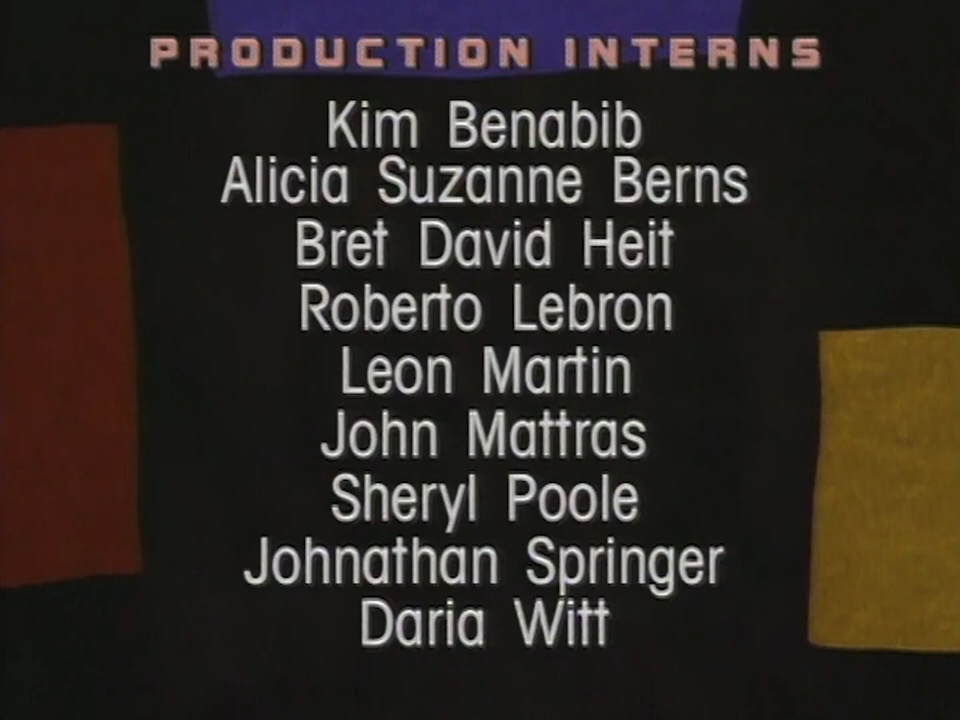 PRODUCTION INTERNS
Kim Benabib
Alicia Suzanne Berns
Bret David Heit
Roberto Lebron
Leon Martin
John Mattras
Sheryl Poole
Johnathan Springer
Daria Witt